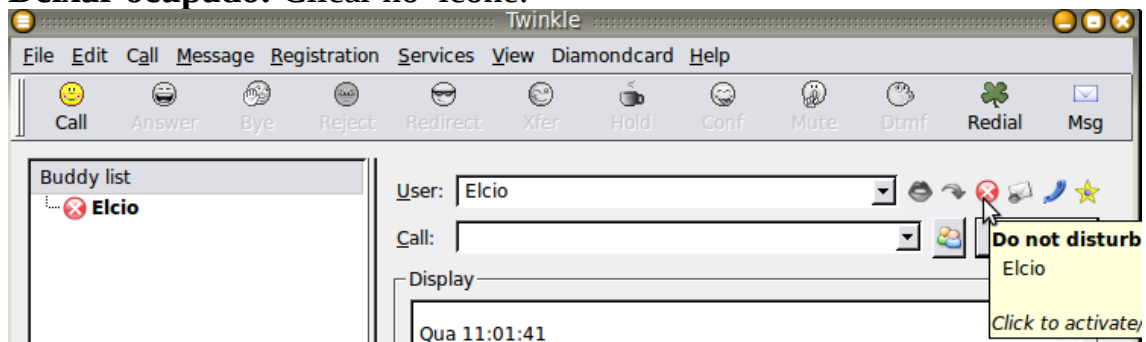 Deixar ocupado: Clicar no ícone:
Twinkle
File Edit Call Message Registration Services View Diamondcard Help
Call Answer Bye Reject Redirect Xfer Hold Conf Mute Dtmf Redial Msg
Buddy list
Elcio
User: Elcio
Call:
Do not disturb
Elcio
Click to activate/
Display
Qua 11:01:41